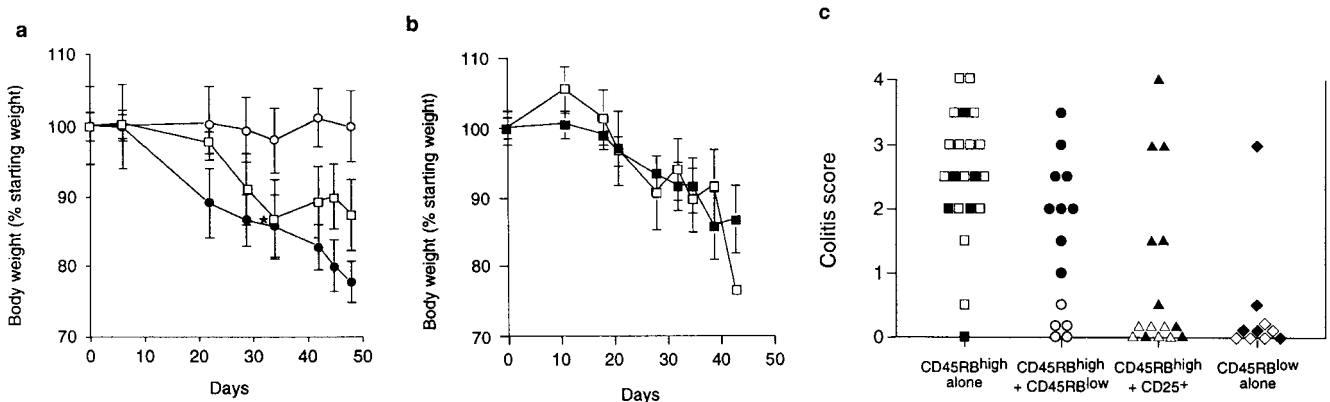 a
110
100
90
80
70
Body weight (% starting weight)
0
10
20
30
40
50
Days
b
110
100
90
80
70
Body weight (% starting weight)
0
10
20
30
40
50
Days
c
4
3
2
1
0
Colitis score
CD45RBhigh
alone
CD45RBhigh
+ CD45RBlow
CD45RBhigh
+ CD25+
CD45RBlow
alone